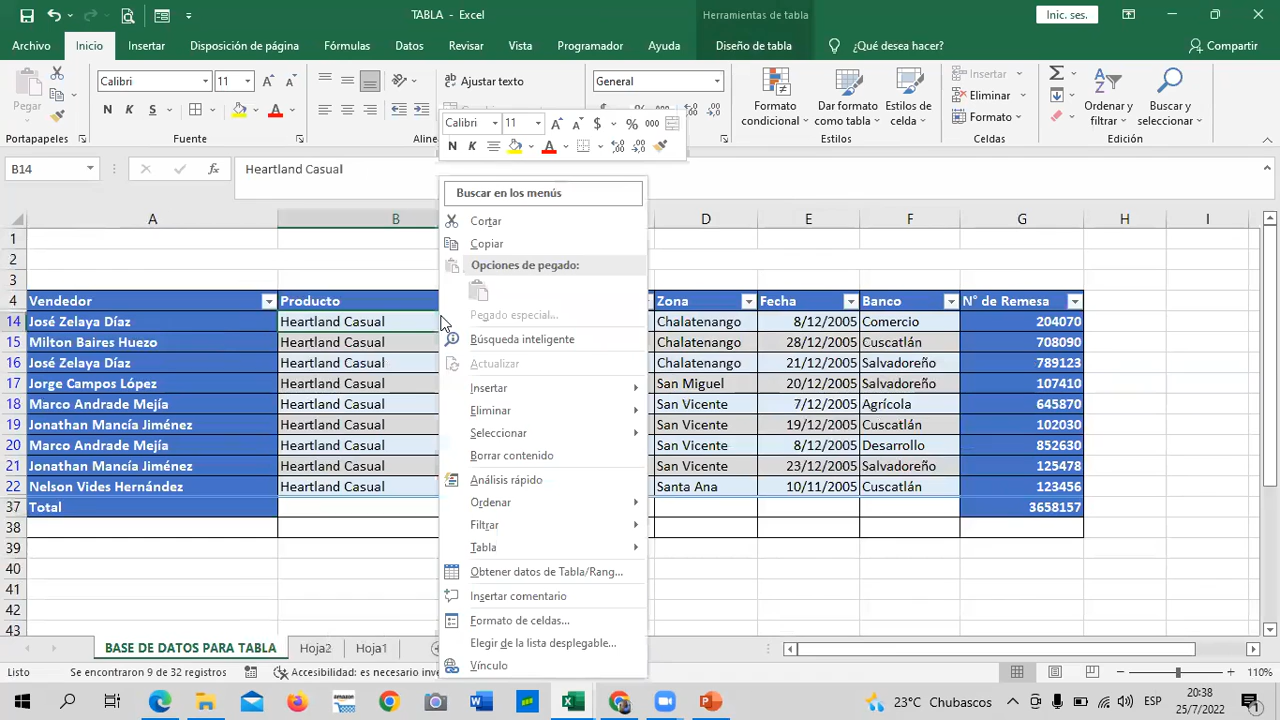 TABLA - Excel
Herramientas de tabla
Inic. ses.
Archivo Inicio Insertar Disposición de página Fórmulas Datos Revisar Vista Programador Ayuda Diseño de tabla ¿Qué desea hacer? Compartir
Pegar
Calibri 11
Ajustar texto
General
Formato condicional
Dar formato como tabla
Estilos de celda
Insertar
Eliminar
Formato
Ordenar y filtrar
Buscar y seleccionar
N K S
Portapapeles Fuente Aline Estilos Celdas Edición
Calibri 11 $ % 000
N K
B14 fx Heartland Casual
Buscar en los menús
Cortar
Copiar
Opciones de pegado:
Pegado especial...
Búsqueda inteligente
Actualizar
Insertar
Eliminar
Seleccionar
Borrar contenido
Análisis rápido
Ordenar
Filtrar
Tabla
Obtener datos de Tabla/Rang...
Insertar comentario
Formato de celdas...
Elegir de la lista desplegable...
Vínculo
A B D E F G H I
1
2
3
4 Vendedor Producto Zona Fecha Banco N° de Remesa
14 José Zelaya Díaz Heartland Casual Chalatenango 8/12/2005 Comercio 204070
15 Milton Baires Huezo Heartland Casual Chalatenango 28/12/2005 Cuscatlán 708090
16 José Zelaya Díaz Heartland Casual Chalatenango 21/12/2005 Salvadoreño 789123
17 Jorge Campos López Heartland Casual San Miguel 20/12/2005 Salvadoreño 107410
18 Marco Andrade Mejía Heartland Casual San Vicente 7/12/2005 Agrícola 645870
19 Jonathan Mancía Jiménez Heartland Casual San Vicente 19/12/2005 Cuscatlán 102030
20 Marco Andrade Mejía Heartland Casual San Vicente 8/12/2005 Desarrollo 852630
21 Jonathan Mancía Jiménez Heartland Casual San Vicente 23/12/2005 Salvadoreño 125478
22 Nelson Vides Hernández Heartland Casual Santa Ana 10/11/2005 Cuscatlán 123456
37 Total 3658157
38
39
40
41
42
43
BASE DE DATOS PARA TABLA Hoja2 Hoja1
Listo Se encontraron 9 de 32 registros Accesibilidad: es necesario inve 110%
23°C Chubascos ESP 20:38
25/7/2022